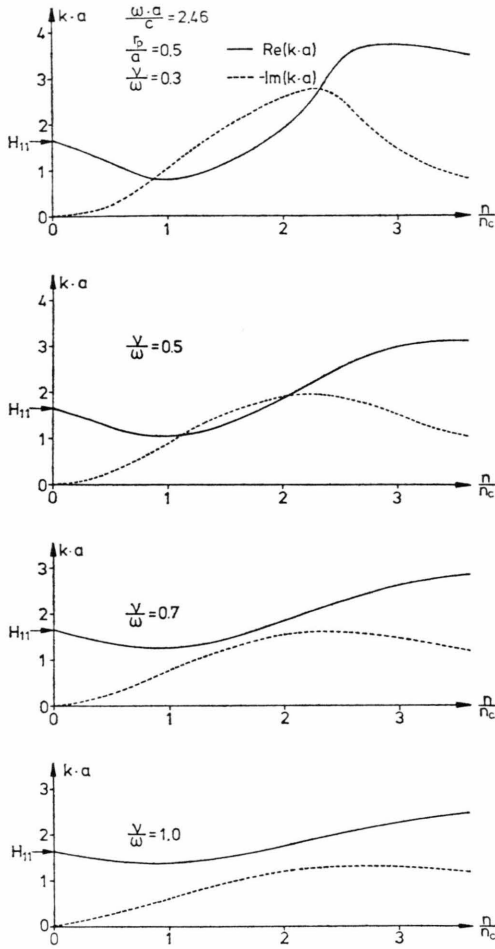 k·a
ω·a/c = 2.46
r_p/a = 0.5
ν/ω = 0.3
Re(k·a)
-Im(k·a)
4
3
2
H11
1
0
0 1 2 3
n/n_c
k·a
4
ν/ω = 0.5
3
2
H11
1
0
0 1 2 3
n/n_c
k·a
3
ν/ω = 0.7
2
H11
1
0
0 1 2 3
n/n_c
k·a
3
ν/ω = 1.0
2
H11
1
0
0 1 2 3
n/n_c